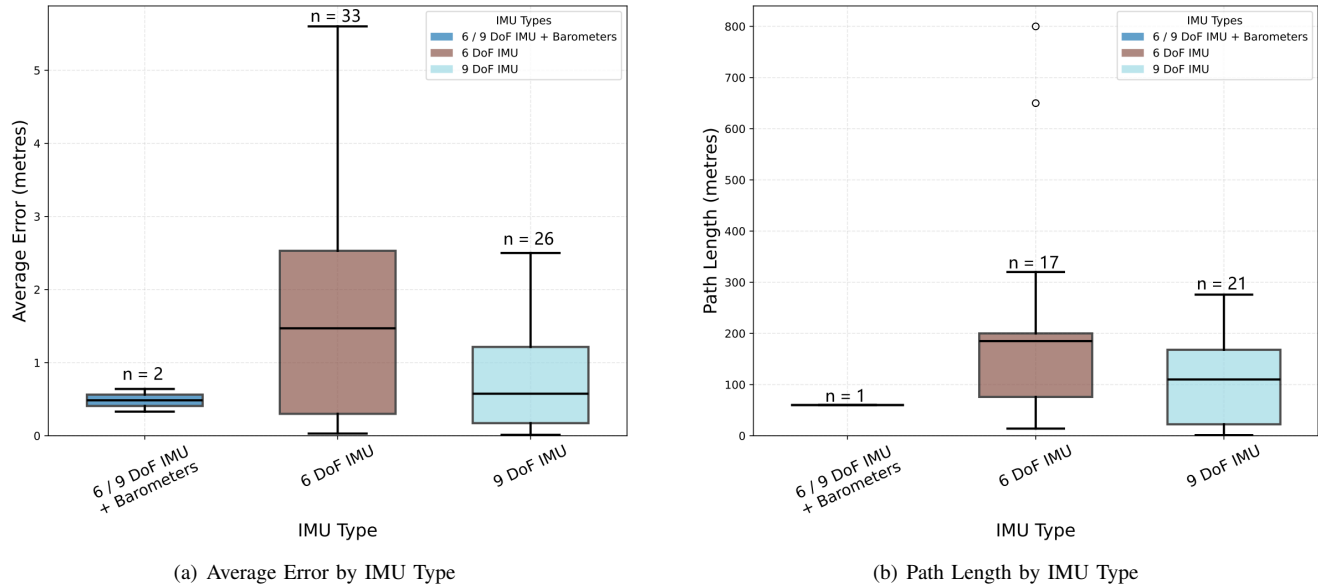 n = 33
IMU Types
6 / 9 DoF IMU + Barometers
6 DoF IMU
9 DoF IMU
5
4
3
2
1
0
n = 2
n = 26
Average Error (metres)
6 / 9 DoF IMU
+ Barometers
6 DoF IMU
9 DoF IMU
IMU Type
(a) Average Error by IMU Type
IMU Types
6 / 9 DoF IMU + Barometers
6 DoF IMU
9 DoF IMU
800
700
600
500
400
300
200
100
0
n = 1
n = 17
n = 21
Path Length (metres)
6 / 9 DoF IMU
+ Barometers
6 DoF IMU
9 DoF IMU
IMU Type
(b) Path Length by IMU Type